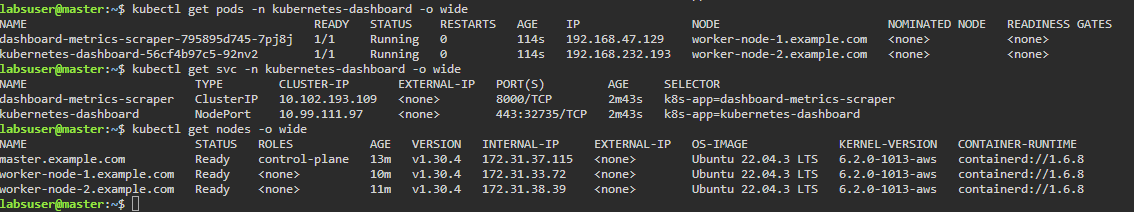 labsuser@master:~$ kubectl get pods -n kubernetes-dashboard -o wide
NAME READY STATUS RESTARTS AGE IP NODE NOMINATED NODE READINESS GATES
dashboard-metrics-scraper-795895d745-7pj8j 1/1 Running 0 114s 192.168.47.129 worker-node-1.example.com <none> <none>
kubernetes-dashboard-56cf4b97c5-92nv2 1/1 Running 0 114s 192.168.232.193 worker-node-2.example.com <none> <none>
labsuser@master:~$ kubectl get svc -n kubernetes-dashboard -o wide
NAME TYPE CLUSTER-IP EXTERNAL-IP PORT(S) AGE SELECTOR
dashboard-metrics-scraper ClusterIP 10.102.193.109 <none> 8000/TCP 2m43s k8s-app=dashboard-metrics-scraper
kubernetes-dashboard NodePort 10.99.111.97 <none> 443:32735/TCP 2m43s k8s-app=kubernetes-dashboard
labsuser@master:~$ kubectl get nodes -o wide
NAME STATUS ROLES AGE VERSION INTERNAL-IP EXTERNAL-IP OS-IMAGE KERNEL-VERSION CONTAINER-RUNTIME
master.example.com Ready control-plane 13m v1.30.4 172.31.37.115 <none> Ubuntu 22.04.3 LTS 6.2.0-1013-aws containerd://1.6.8
worker-node-1.example.com Ready <none> 10m v1.30.4 172.31.33.72 <none> Ubuntu 22.04.3 LTS 6.2.0-1013-aws containerd://1.6.8
worker-node-2.example.com Ready <none> 11m v1.30.4 172.31.38.39 <none> Ubuntu 22.04.3 LTS 6.2.0-1013-aws containerd://1.6.8
labsuser@master:~$